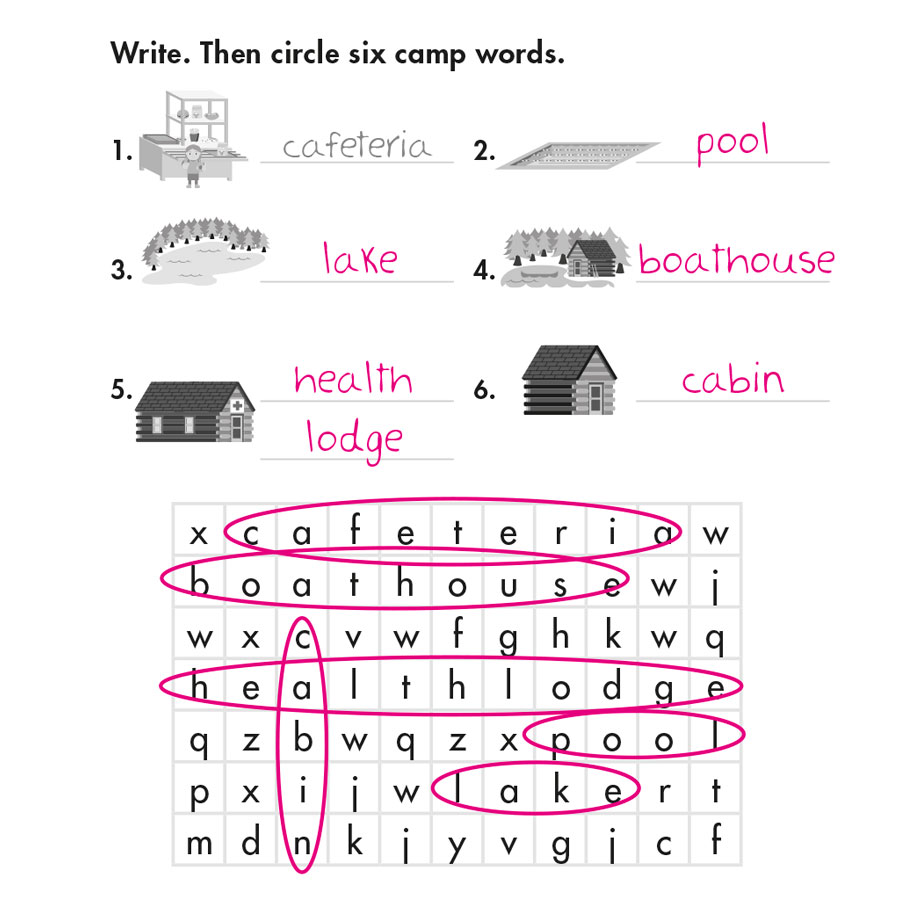 Write. Then circle six camp words.
1. cafeteria 2. pool
3. lake 4. boathouse
5. health 6. cabin
lodge
x c a f e t e r i a w
b o a t h o u s e w j
w x c v w f g h k w q
h e a l t h l o d g e
q z b w q z x p o o l
p x i j w l a k e r t
m d n k j y v g j c f